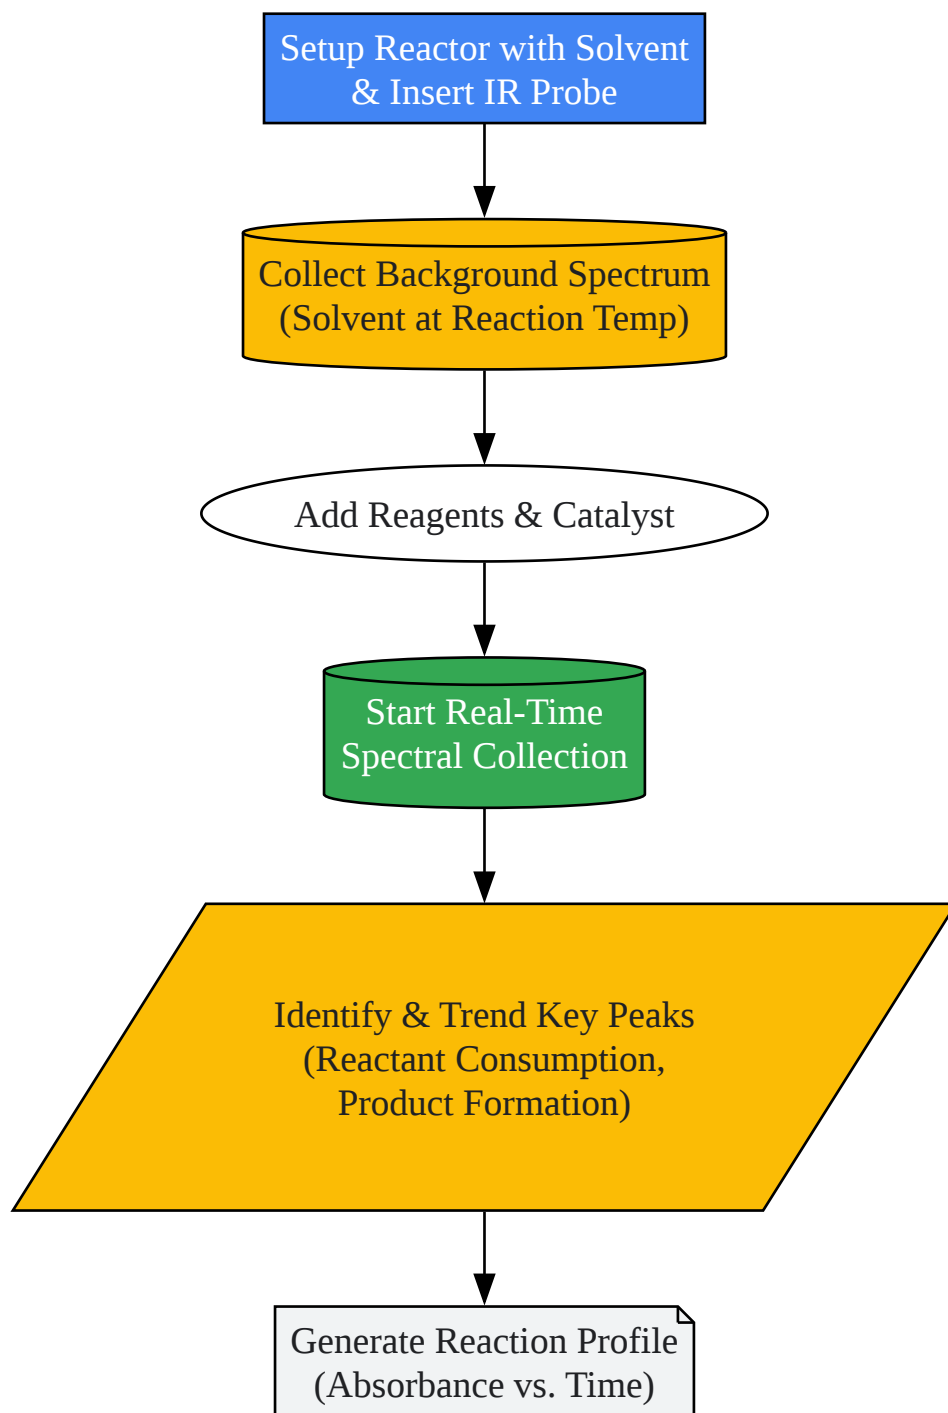 Setup Reactor with Solvent
& Insert IR Probe
Collect Background Spectrum
(Solvent at Reaction Temp)
Add Reagents & Catalyst
Start Real-Time
Spectral Collection
Identify & Trend Key Peaks
(Reactant Consumption,
Product Formation)
Generate Reaction Profile
(Absorbance vs. Time)